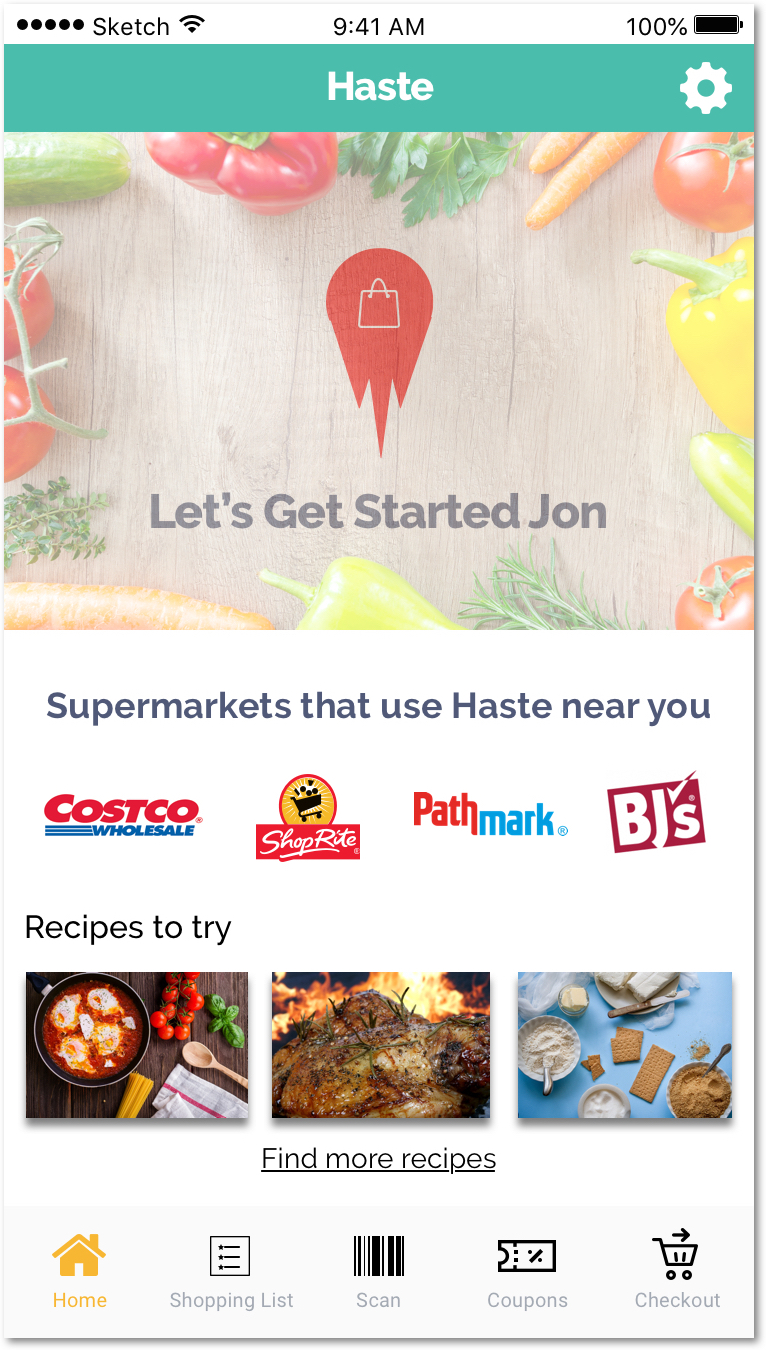 ●●●●● Sketch 9:41 AM 100%
Haste
Let’s Get Started Jon
Supermarkets that use Haste near you
COSTCO
WHOLESALE
ShopRite®
Pathmark®
BJ's®
Recipes to try
Find more recipes
Home Shopping List Scan Coupons Checkout